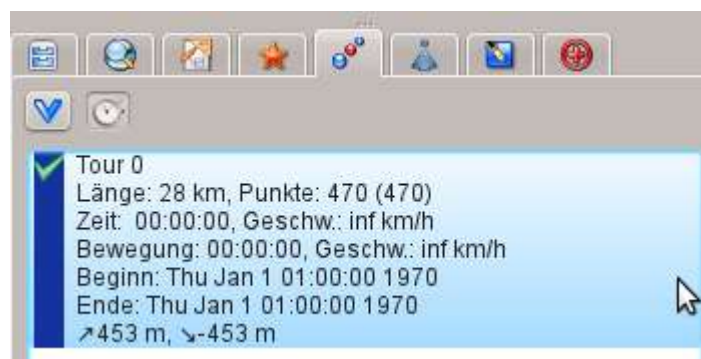 Tour 0
Länge: 28 km, Punkte: 470 (470)
Zeit: 00:00:00, Geschw.: inf km/h
Bewegung: 00:00:00, Geschw.: inf km/h
Beginn: Thu Jan 1 01:00:00 1970
Ende: Thu Jan 1 01:00:00 1970
↗453 m, ↘-453 m